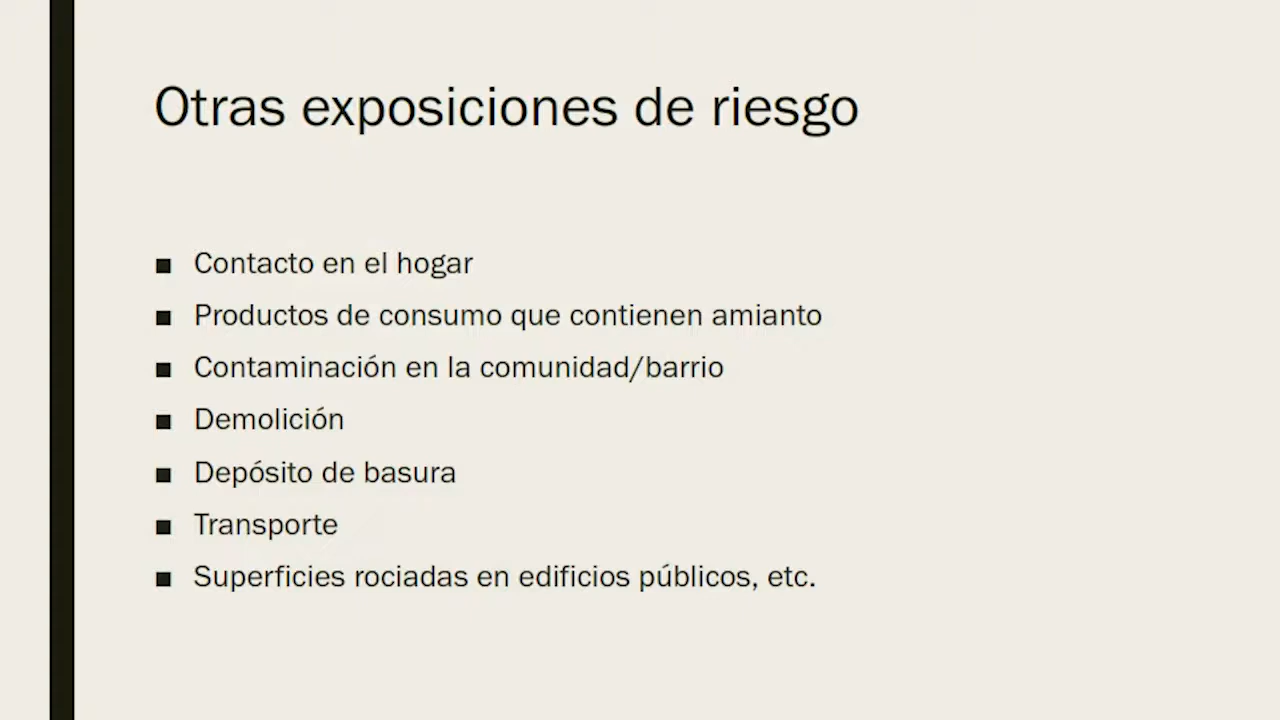 Otras exposiciones de riesgo
■ Contacto en el hogar
■ Productos de consumo que contienen amianto
■ Contaminación en la comunidad/barrio
■ Demolición
■ Depósito de basura
■ Transporte
■ Superficies rociadas en edificios públicos, etc.